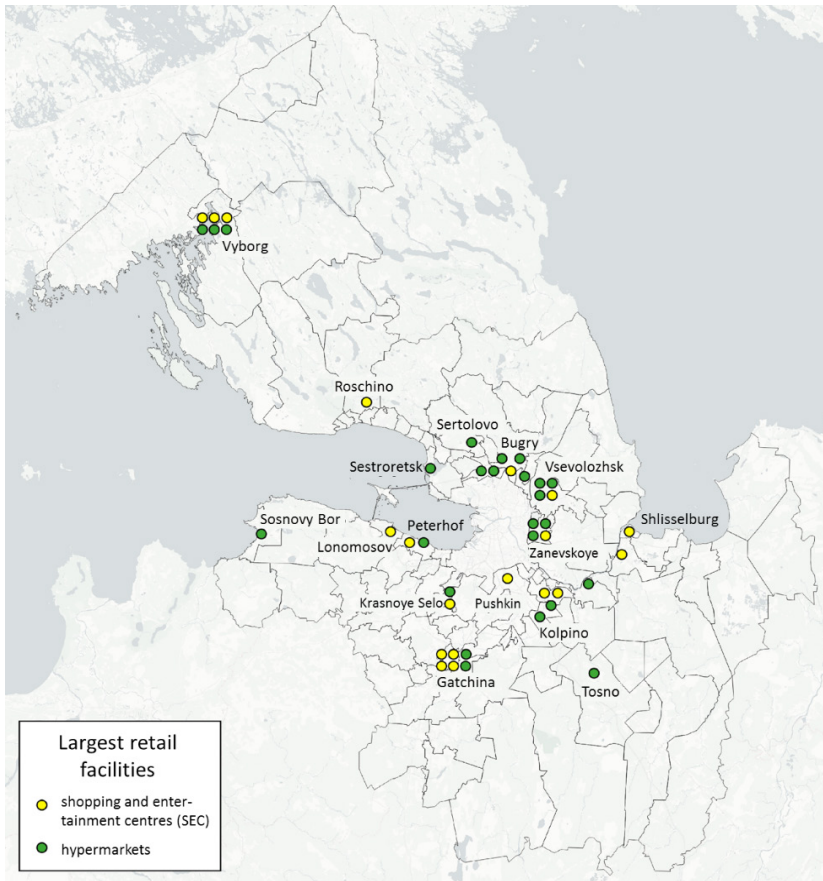 Vyborg
Roschino
Sertolovo
Bugry
Sestroretsk
Vsevolozhsk
Sosnovy Bor
Peterhof
Shlisselburg
Lonomosov
Zanevskoye
Krasnoye Selo
Pushkin
Kolpino
Gatchina
Tosno
Largest retail
facilities
shopping and enter-
tainment centres (SEC)
hypermarkets